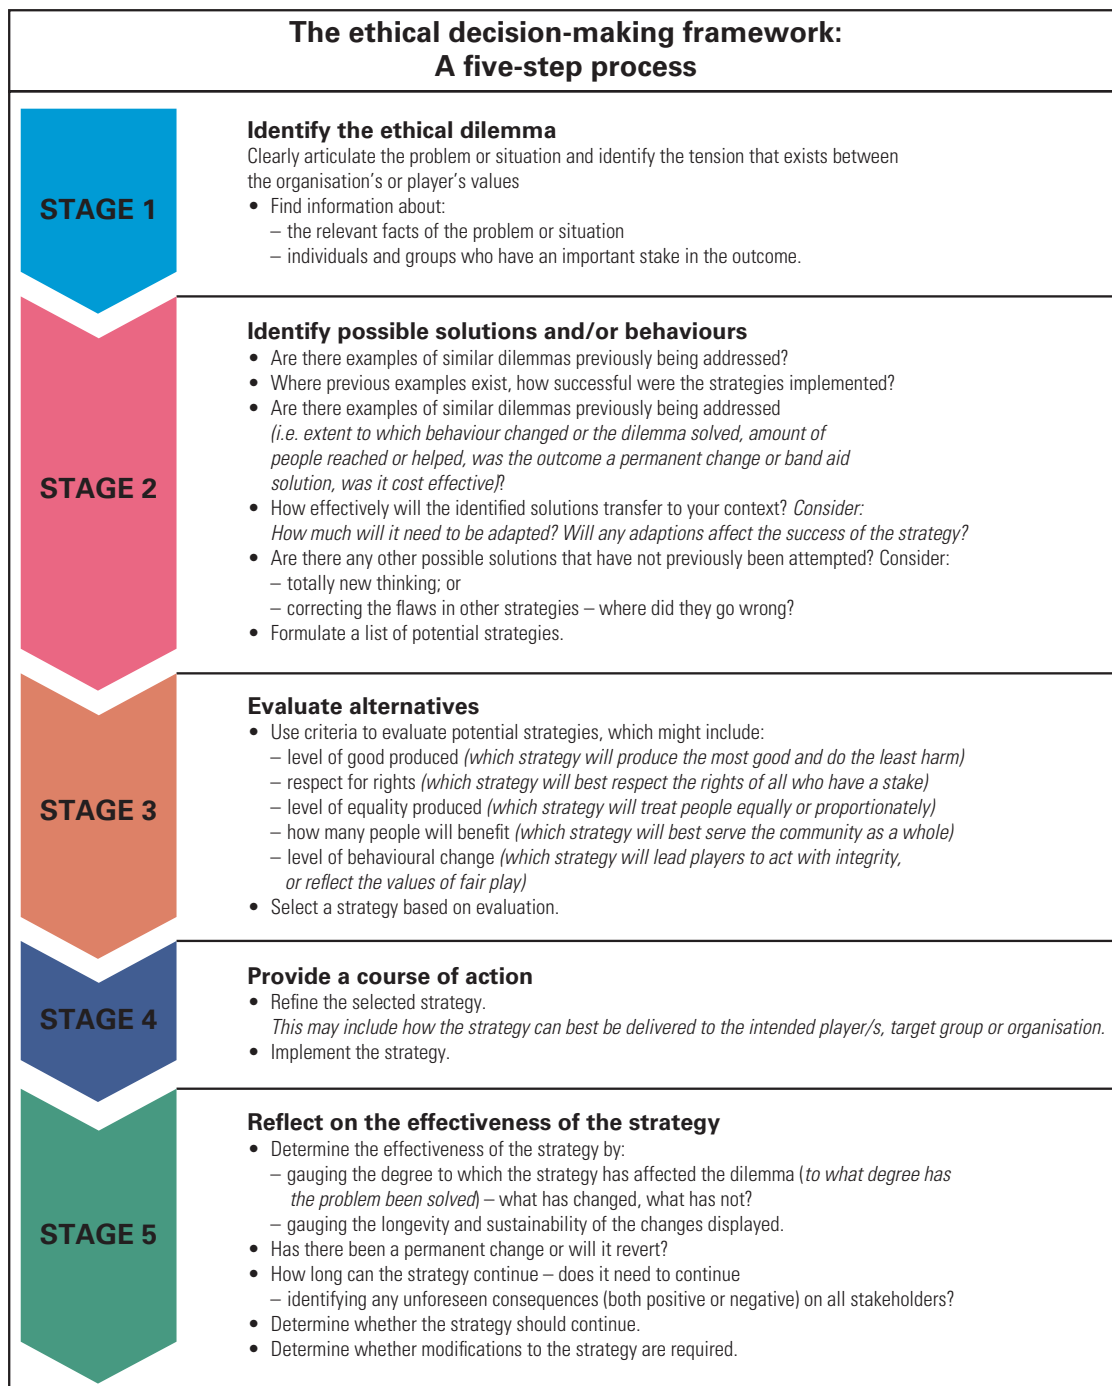 The ethical decision-making framework:
A five-step process
STAGE 1
Identify the ethical dilemma
Clearly articulate the problem or situation and identify the tension that exists between
the organisation's or player's values
• Find information about:
– the relevant facts of the problem or situation
– individuals and groups who have an important stake in the outcome.
STAGE 2
Identify possible solutions and/or behaviours
• Are there examples of similar dilemmas previously being addressed?
• Where previous examples exist, how successful were the strategies implemented?
• Are there examples of similar dilemmas previously being addressed
(i.e. extent to which behaviour changed or the dilemma solved, amount of
people reached or helped, was the outcome a permanent change or band aid
solution, was it cost effective)?
• How effectively will the identified solutions transfer to your context? Consider:
How much will it need to be adapted? Will any adaptions affect the success of the strategy?
• Are there any other possible solutions that have not previously been attempted? Consider:
– totally new thinking; or
– correcting the flaws in other strategies – where did they go wrong?
• Formulate a list of potential strategies.
STAGE 3
Evaluate alternatives
• Use criteria to evaluate potential strategies, which might include:
– level of good produced (which strategy will produce the most good and do the least harm)
– respect for rights (which strategy will best respect the rights of all who have a stake)
– level of equality produced (which strategy will treat people equally or proportionately)
– how many people will benefit (which strategy will best serve the community as a whole)
– level of behavioural change (which strategy will lead players to act with integrity,
or reflect the values of fair play)
• Select a strategy based on evaluation.
STAGE 4
Provide a course of action
• Refine the selected strategy.
This may include how the strategy can best be delivered to the intended player/s, target group or organisation.
• Implement the strategy.
STAGE 5
Reflect on the effectiveness of the strategy
• Determine the effectiveness of the strategy by:
– gauging the degree to which the strategy has affected the dilemma (to what degree has
the problem been solved) – what has changed, what has not?
– gauging the longevity and sustainability of the changes displayed.
• Has there been a permanent change or will it revert?
• How long can the strategy continue – does it need to continue
– identifying any unforeseen consequences (both positive or negative) on all stakeholders?
• Determine whether the strategy should continue.
• Determine whether modifications to the strategy are required.